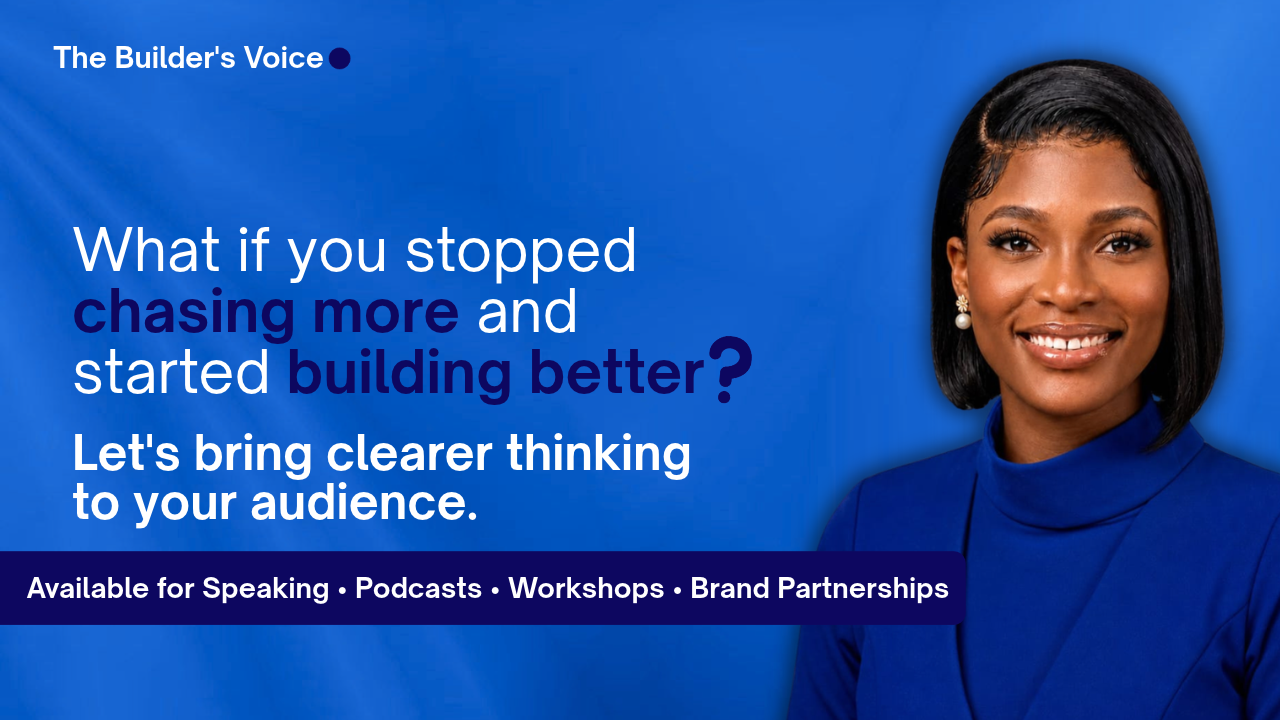 The Builder's Voice
What if you stopped
chasing more and
started building better?
Let's bring clearer thinking
to your audience.
Available for Speaking • Podcasts • Workshops • Brand Partnerships